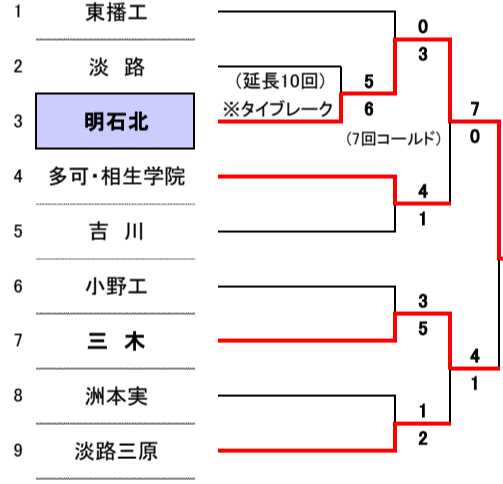 1 東播工
0
3
2 淡 路
(延長10回) 5
※タイブレーク 6
7
0
3 明石北
(7回コールド)
4 多可・相生学院
4
1
5 吉 川
6 小野工
3
5
7 三 木
4
1
8 洲本実
1
2
9 淡路三原